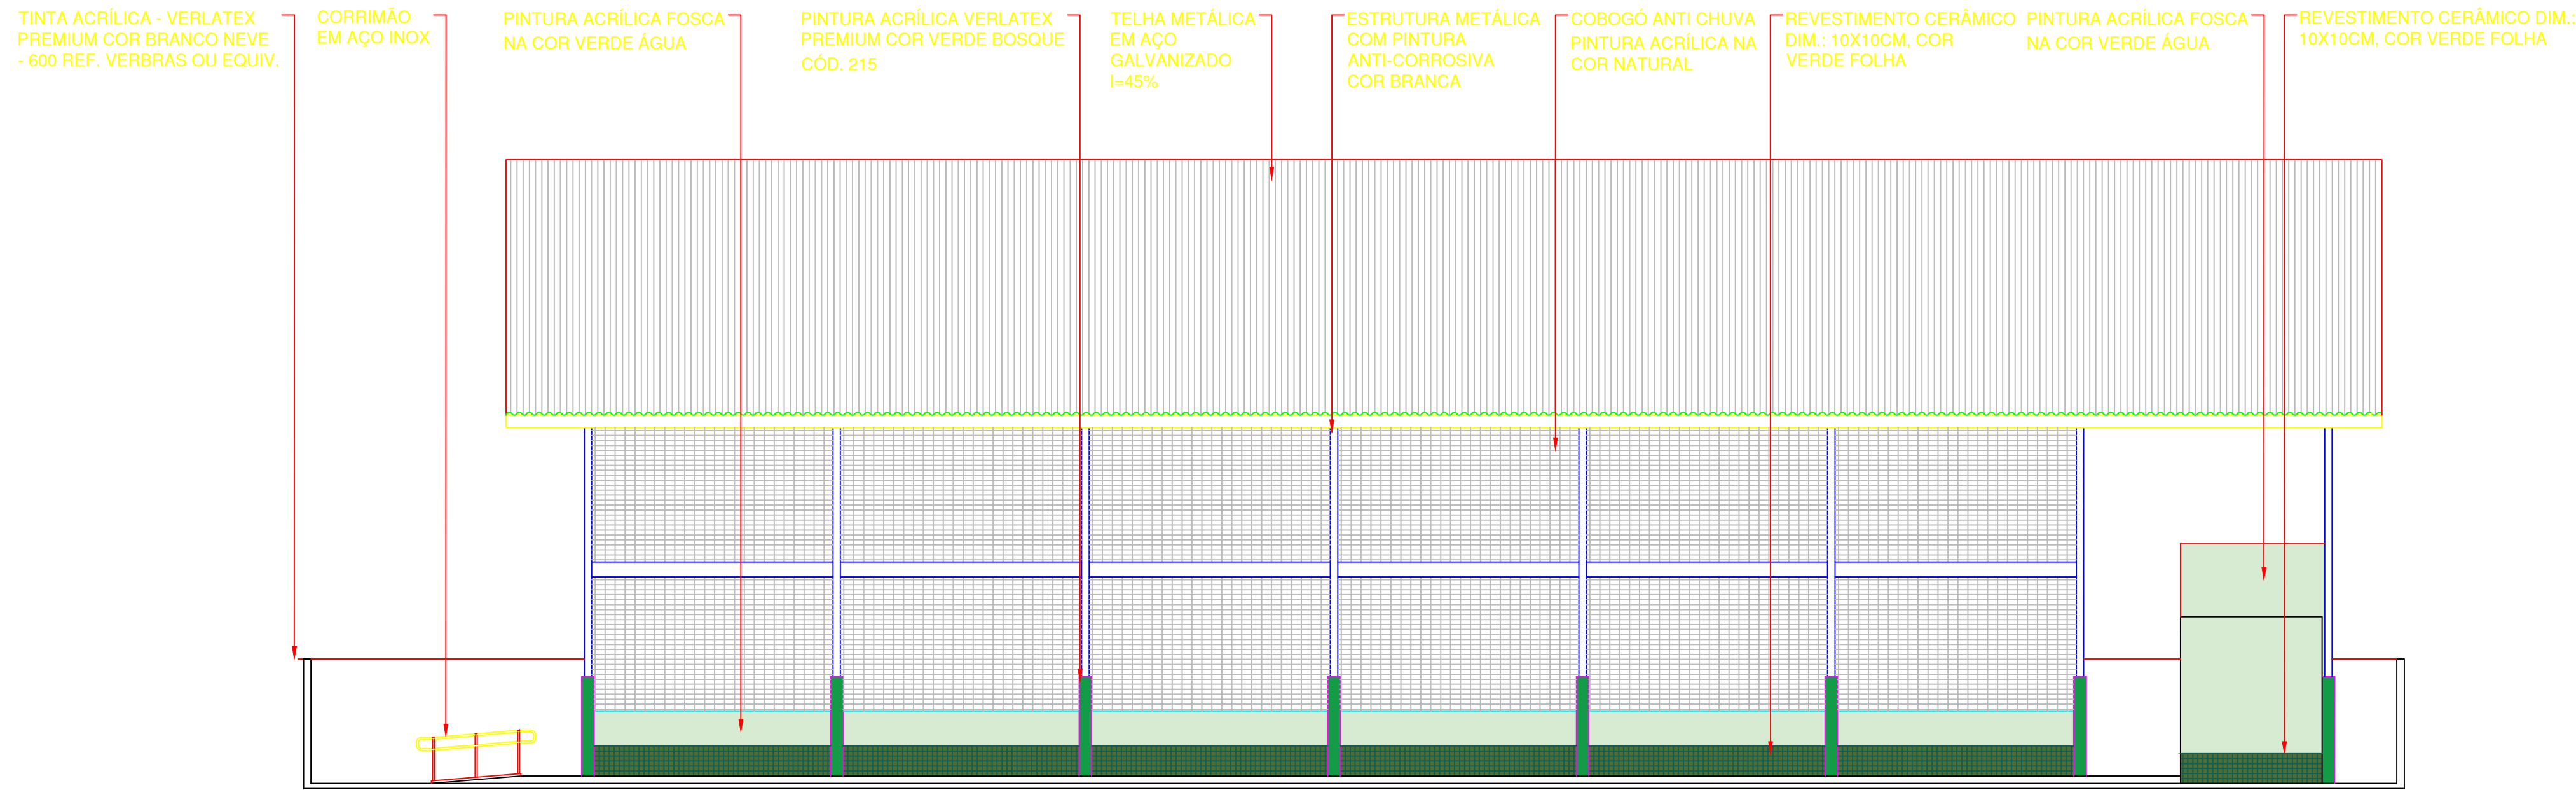 TINTA ACRÍLICA - VERLATEX
PREMIUM COR BRANCO NEVE
- 600 REF. VERBRAS OU EQUIV.
CORRIMÃO
EM AÇO INOX
PINTURA ACRÍLICA FOSCA
NA COR VERDE ÁGUA
PINTURA ACRÍLICA VERLATEX
PREMIUM COR VERDE BOSQUE
CÓD. 215
TELHA METÁLICA
EM AÇO
GALVANIZADO
I=45%
ESTRUTURA METÁLICA
COM PINTURA
ANTI-CORROSIVA
COR BRANCA
COBOGÓ ANTI CHUVA
PINTURA ACRÍLICA NA
COR NATURAL
REVESTIMENTO CERÂMICO
DIM.: 10X10CM, COR
VERDE FOLHA
PINTURA ACRÍLICA FOSCA
NA COR VERDE ÁGUA
REVESTIMENTO CERÂMICO DIM.:
10X10CM, COR VERDE FOLHA